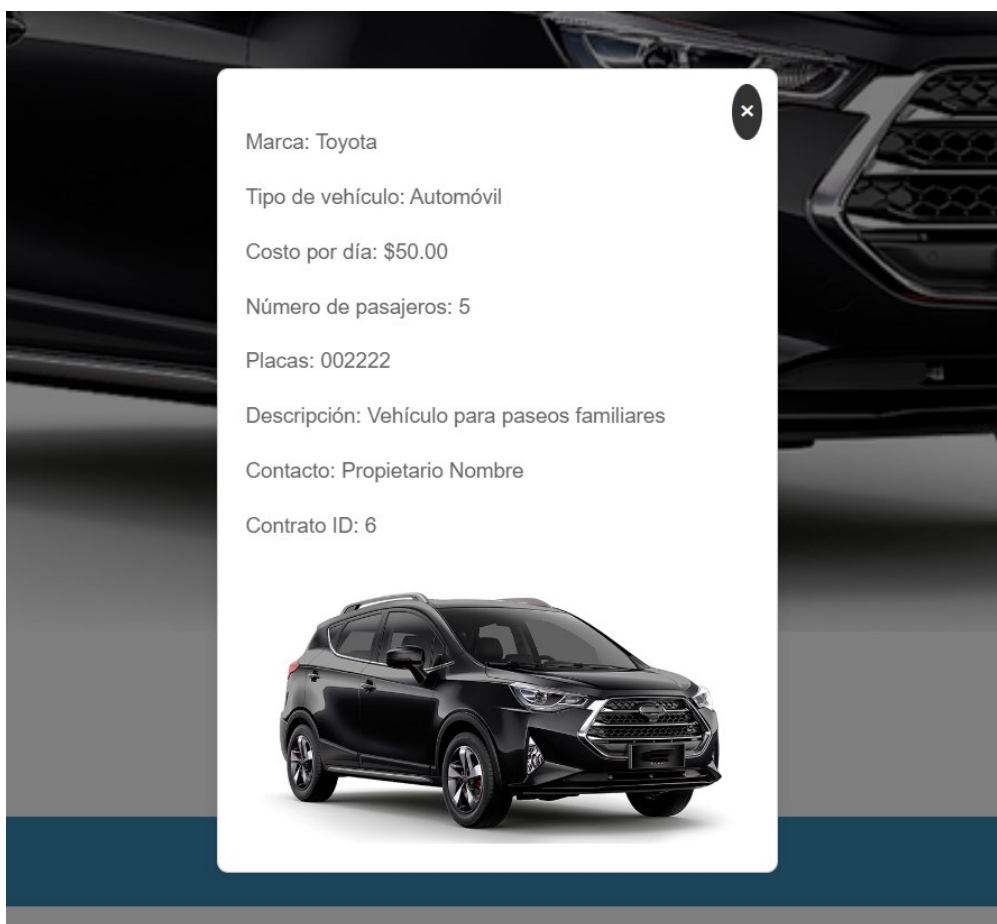 ×
Marca: Toyota
Tipo de vehículo: Automóvil
Costo por día: $50.00
Número de pasajeros: 5
Placas: 002222
Descripción: Vehículo para paseos familiares
Contacto: Propietario Nombre
Contrato ID: 6